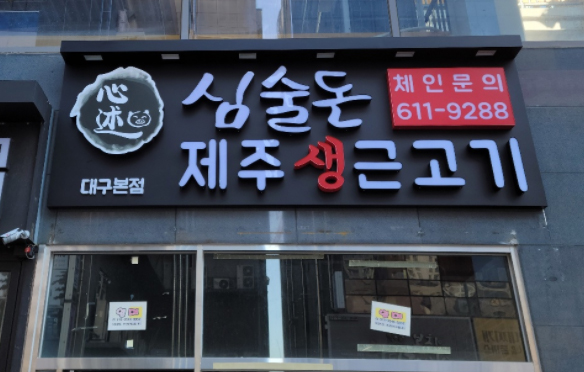 心述
대구본점
심술돈
제주생근고기
체인문의
611-9288